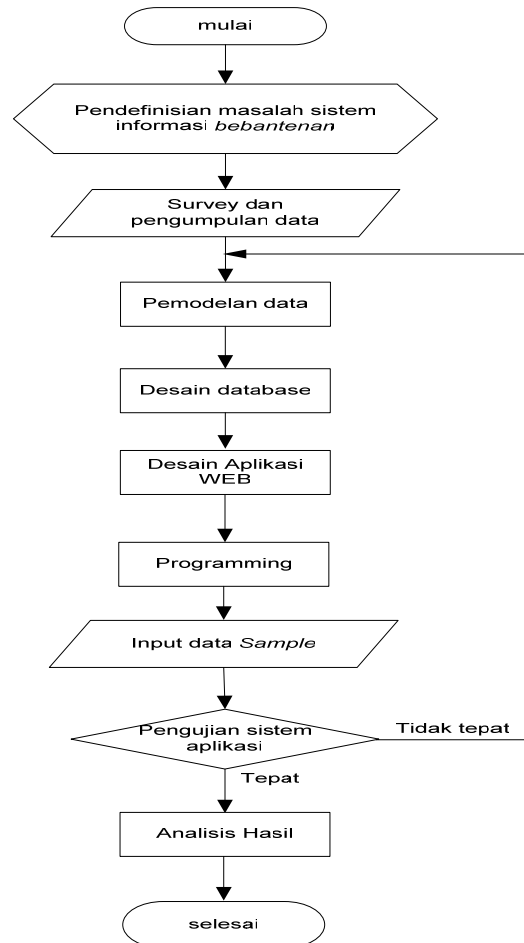 mulai
Pendefinisian masalah sistem
informasi bebantenan
Survey dan
pengumpulan data
Pemodelan data
Desain database
Desain Aplikasi
WEB
Programming
Input data Sample
Pengujian sistem
aplikasi
Tidak tepat
Tepat
Analisis Hasil
selesai